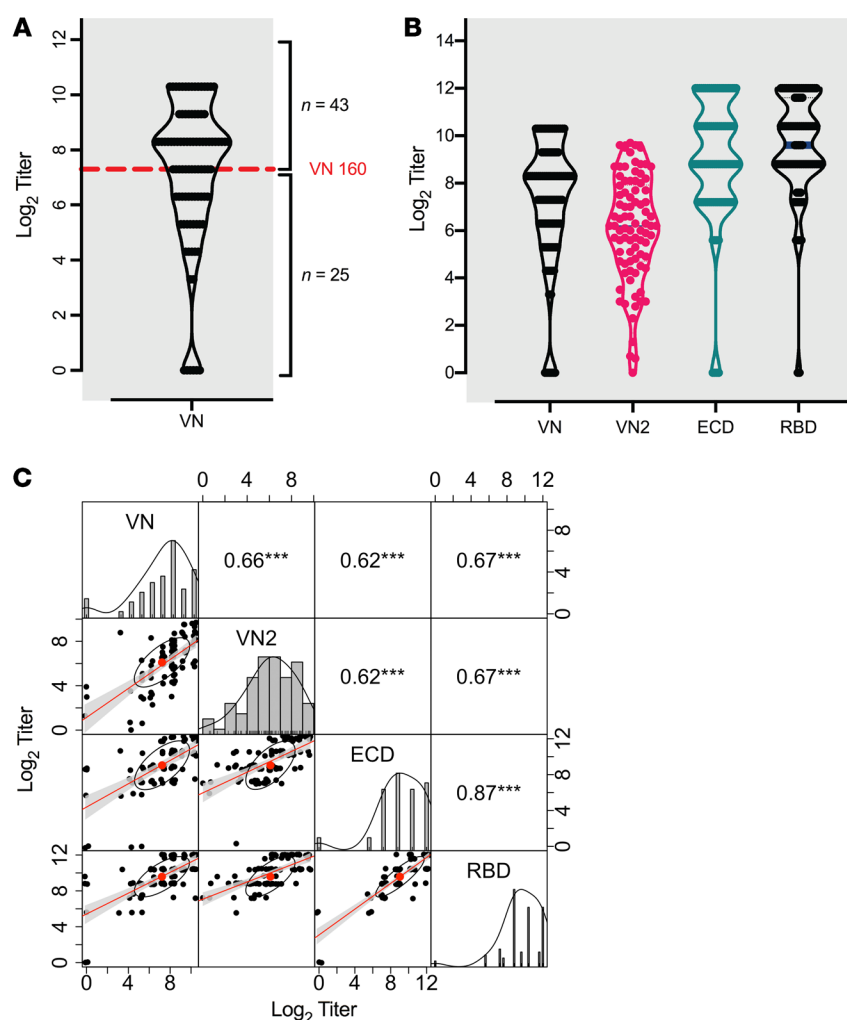 A
B
12
10
8
6
4
2
0
Log2 Titer
n = 43
VN 160
n = 25
VN
14
12
10
8
6
4
2
0
Log2 Titer
VN
VN2
ECD
RBD
C
0 4 8
0 4 8 12
VN
0.66***
0.62***
0.67***
8
4
0
8
4
0
VN2
0.62***
0.67***
Log2 Titer
ECD
0.87***
12
8
4
0
12
8
4
0
RBD
0 4 8
0 4 8 12
Log2 Titer